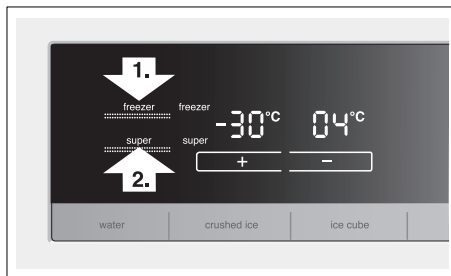 1.
freezer freezer
-30°C 04°C
super super
+ −
2.
water crushed ice ice cube